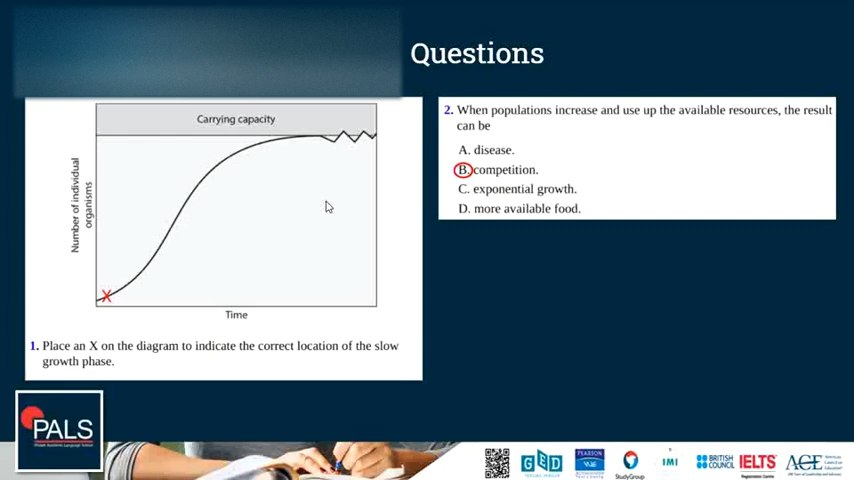 Questions
Carrying capacity
Number of individual
organisms
X
Time
1. Place an X on the diagram to indicate the correct location of the slow
growth phase.
2. When populations increase and use up the available resources, the result
can be
A. disease.
B. competition.
C. exponential growth.
D. more available food.
PALS
GED
PEARSON
VUE
StudyGroup
IMI
BRITISH
COUNCIL
IELTS
ACE